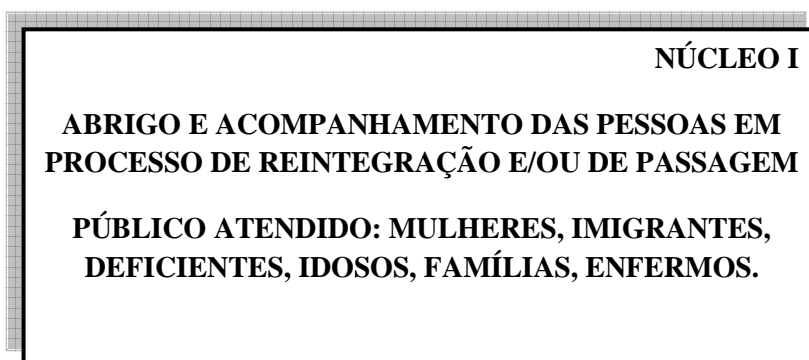 NÚCLEO I
ABRIGO E ACOMPANHAMENTO DAS PESSOAS EM
PROCESSO DE REINTEGRAÇÃO E/OU DE PASSAGEM
PÚBLICO ATENDIDO: MULHERES, IMIGRANTES,
DEFICIENTES, IDOSOS, FAMÍLIAS, ENFERMOS.